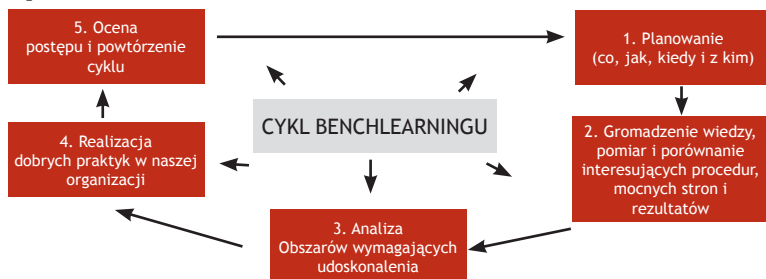 5. Ocena
postępu i powtórzenie
cyklu
1. Planowanie
(co, jak, kiedy i z kim)
CYKL BENCHLEARNINGU
4. Realizacja
dobrych praktyk w naszej
organizacji
2. Gromadzenie wiedzy,
pomiar i porównanie
interesujących procedur,
mocnych stron i
rezultatów
3. Analiza
Obszarów wymagających
udoskonalenia